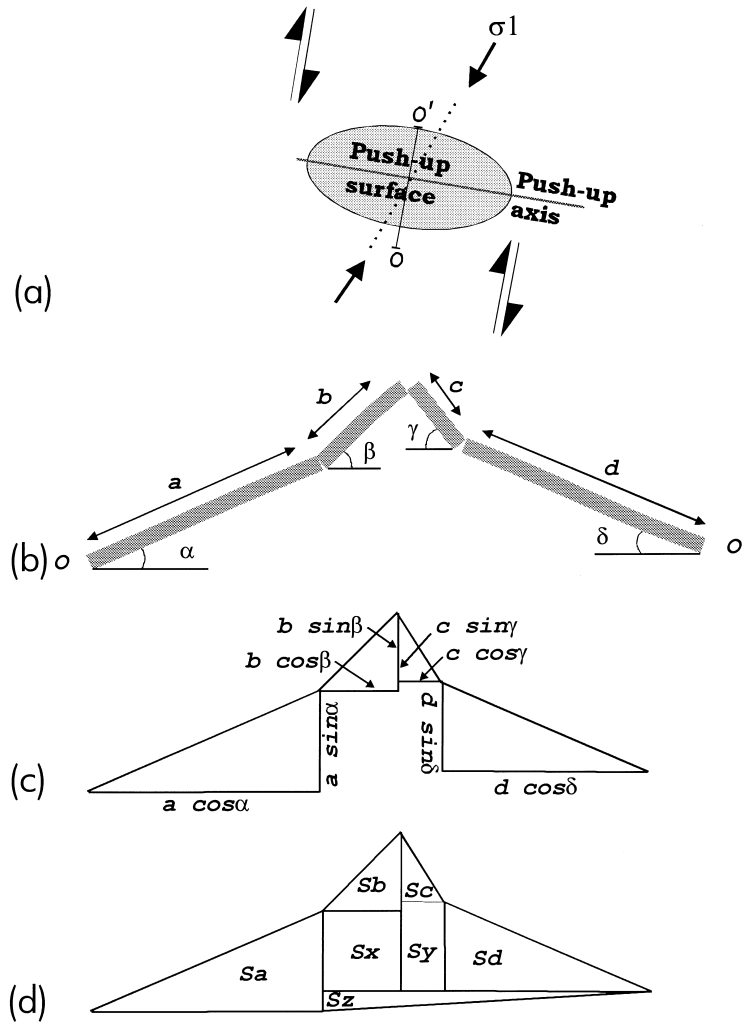 σ1
o'
Push-up
surface
Push-up
axis
o
(a)
b
c
a
β
γ
d
(b)
o
α
δ
o
b sinβ
c sinγ
b cosβ
c cosγ
a sinα
d sinδ
(c)
a cosα
d cosδ
Sb
Sc
Sa
Sx
Sy
Sd
Sz
(d)